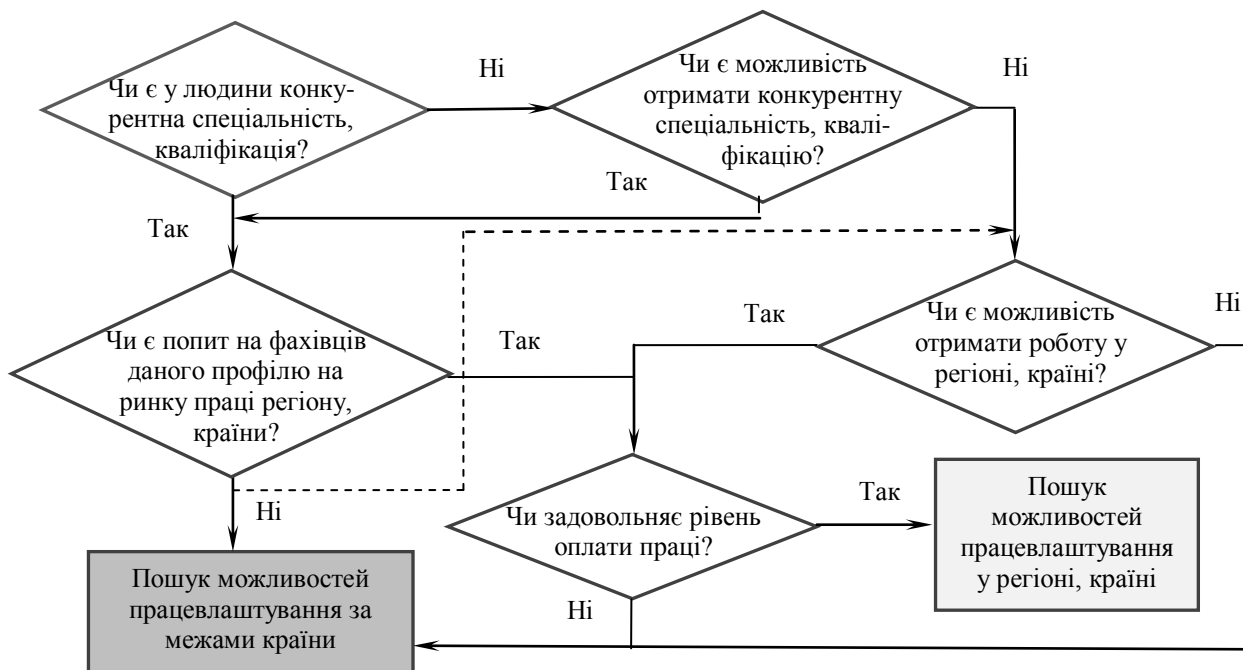 Чи є у людини конку-
рентна спеціальність,
кваліфікація?
Ні
Чи є можливість
отримати конкурентну
спеціальність, квалі-
фікацію?
Ні
Так
Так
Чи є попит на фахівців
даного профілю на
ринку праці регіону,
країни?
Так
Так
Чи є можливість
отримати роботу у
регіоні, країні?
Ні
Ні
Чи задовольняє рівень
оплати праці?
Так
Пошук
можливостей
працевлаштування
у регіоні, країні
Ні
Пошук можливостей
працевлаштування за
межами країни